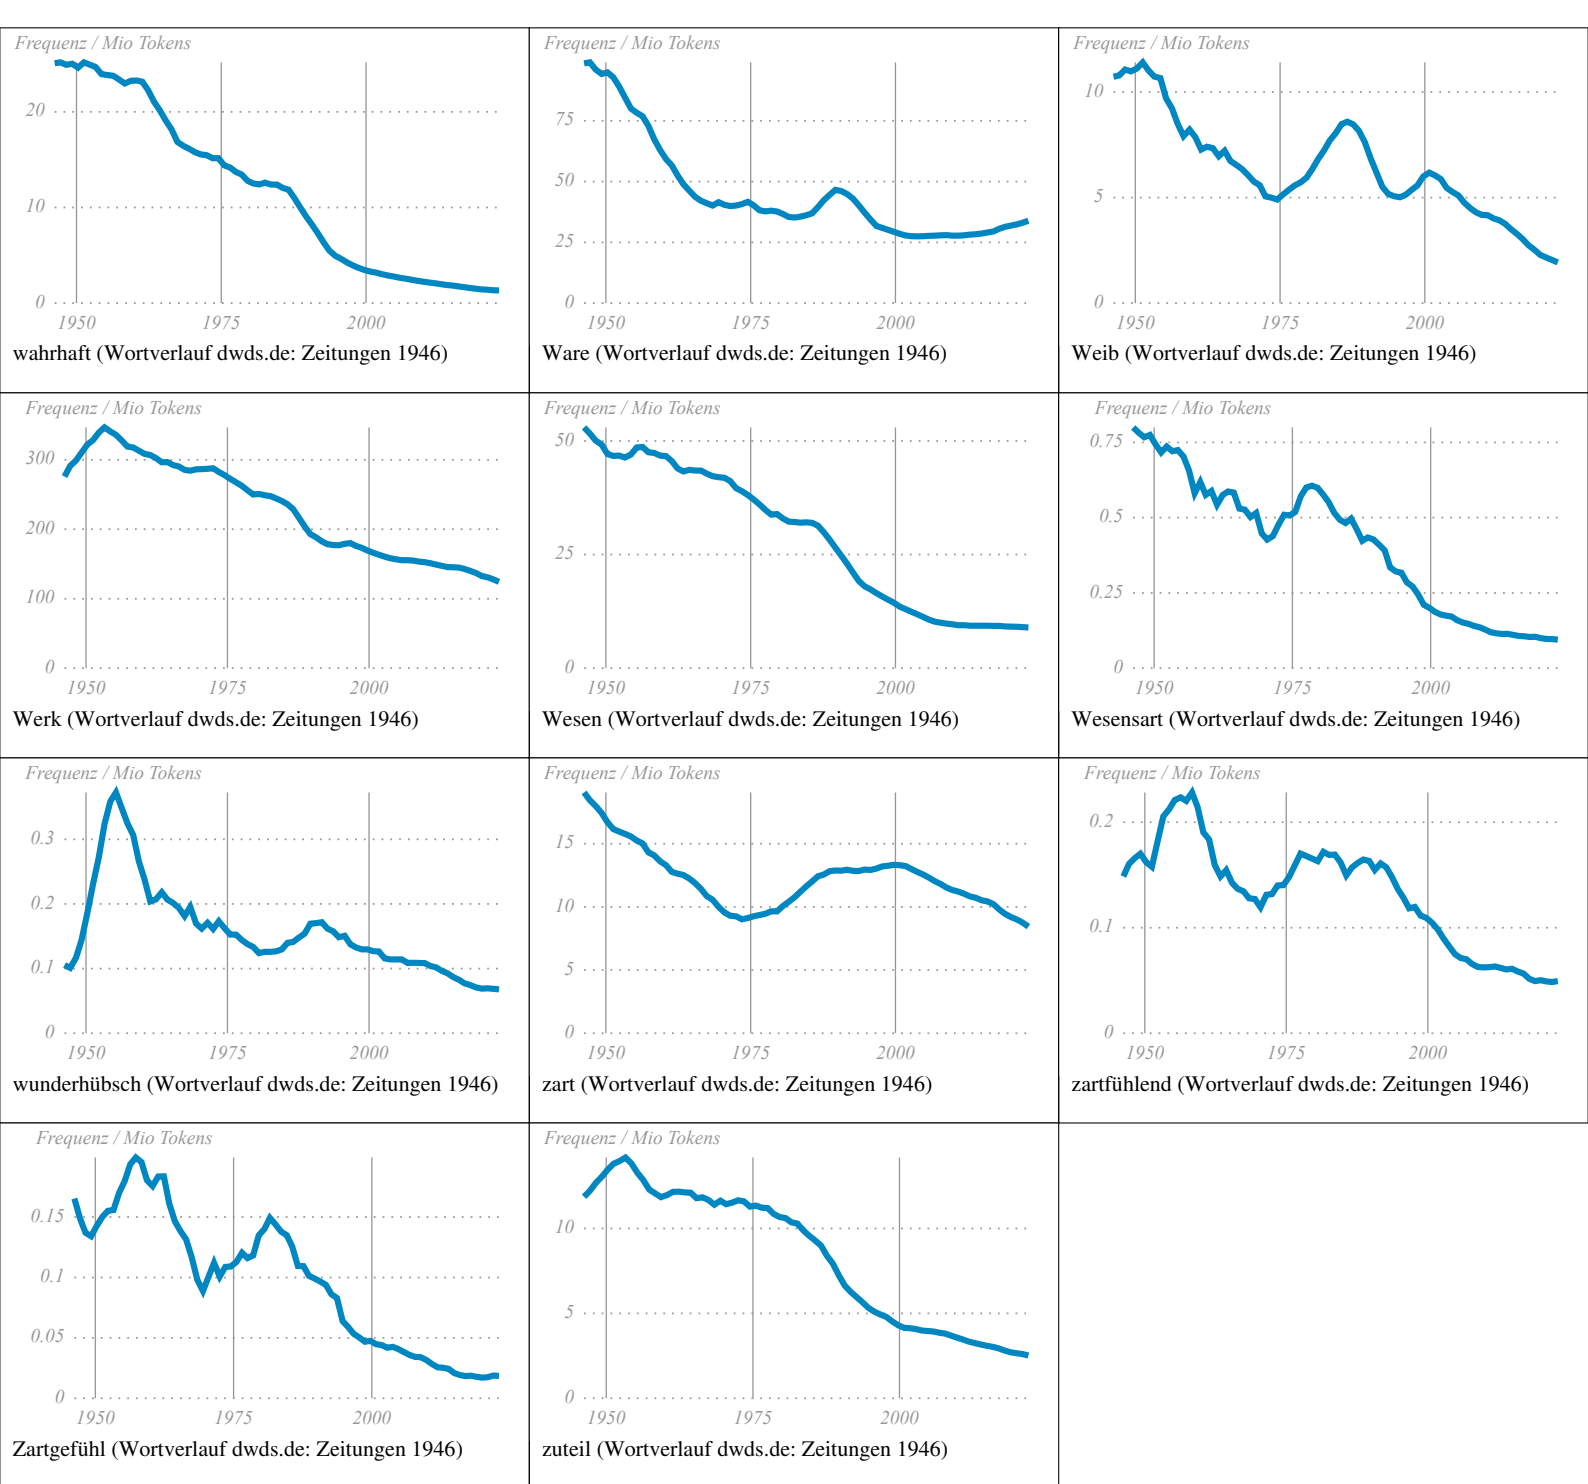 Frequenz / Mio Tokens
20
10
0
1950 1975 2000
wahrhaft (Wortverlauf dwds.de: Zeitungen 1946)
Frequenz / Mio Tokens
75
50
25
0
1950 1975 2000
Ware (Wortverlauf dwds.de: Zeitungen 1946)
Frequenz / Mio Tokens
10
5
0
1950 1975 2000
Weib (Wortverlauf dwds.de: Zeitungen 1946)
Frequenz / Mio Tokens
300
200
100
0
1950 1975 2000
Werk (Wortverlauf dwds.de: Zeitungen 1946)
Frequenz / Mio Tokens
50
25
0
1950 1975 2000
Wesen (Wortverlauf dwds.de: Zeitungen 1946)
Frequenz / Mio Tokens
0.75
0.5
0.25
0
1950 1975 2000
Wesensart (Wortverlauf dwds.de: Zeitungen 1946)
Frequenz / Mio Tokens
0.3
0.2
0.1
0
1950 1975 2000
wunderhübsch (Wortverlauf dwds.de: Zeitungen 1946)
Frequenz / Mio Tokens
15
10
5
0
1950 1975 2000
zart (Wortverlauf dwds.de: Zeitungen 1946)
Frequenz / Mio Tokens
0.2
0.1
0
1950 1975 2000
zartfühlend (Wortverlauf dwds.de: Zeitungen 1946)
Frequenz / Mio Tokens
0.15
0.1
0.05
0
1950 1975 2000
Zartgefühl (Wortverlauf dwds.de: Zeitungen 1946)
Frequenz / Mio Tokens
10
5
0
1950 1975 2000
zuteil (Wortverlauf dwds.de: Zeitungen 1946)